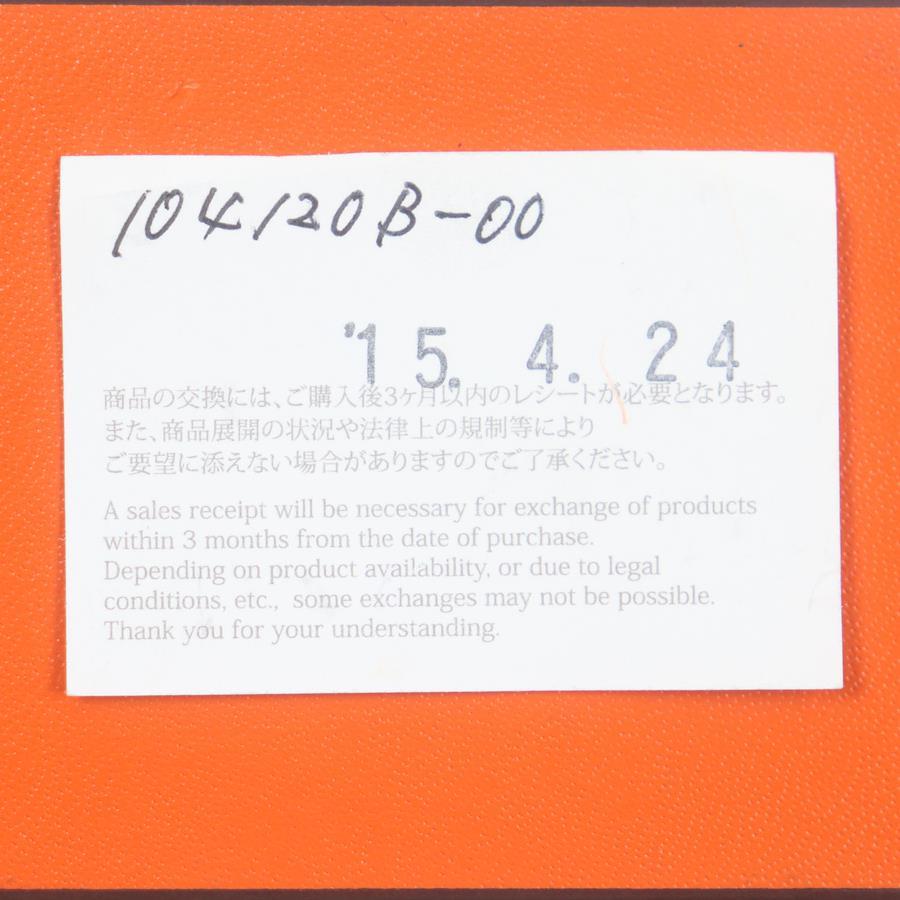 104120B-00
'15. 4. 24
商品の交換には、ご購入後3ヶ月以内のレシートが必要となります。
また、商品展開の状況や法律上の規制等により
ご要望に添えない場合がありますのでご了承ください。
A sales receipt will be necessary for exchange of products
within 3 months from the date of purchase.
Depending on product availability, or due to legal
conditions, etc., some exchanges may not be possible.
Thank you for your understanding.